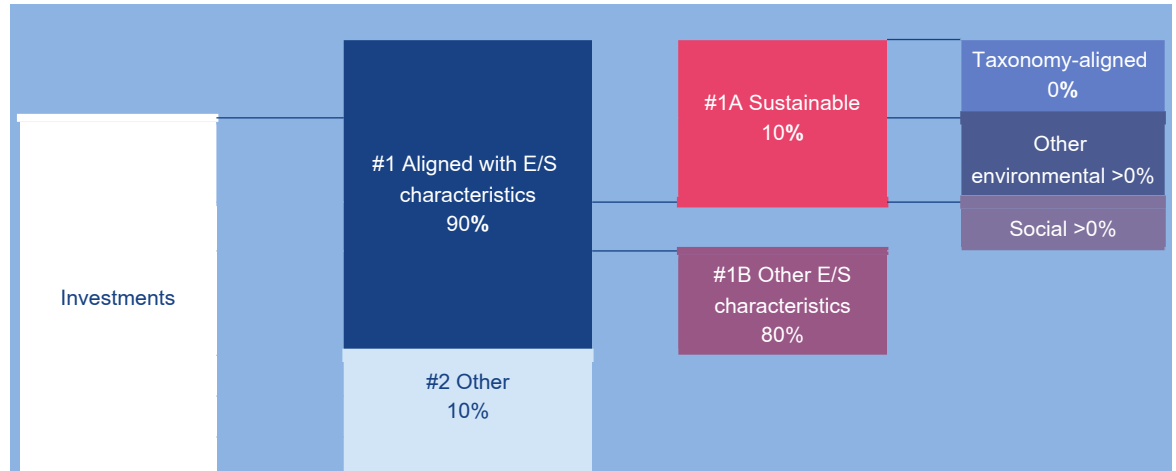 Investments
#1 Aligned with E/S
characteristics
90%
#2 Other
10%
#1A Sustainable
10%
#1B Other E/S
characteristics
80%
Taxonomy-aligned
0%
Other
environmental >0%
Social >0%